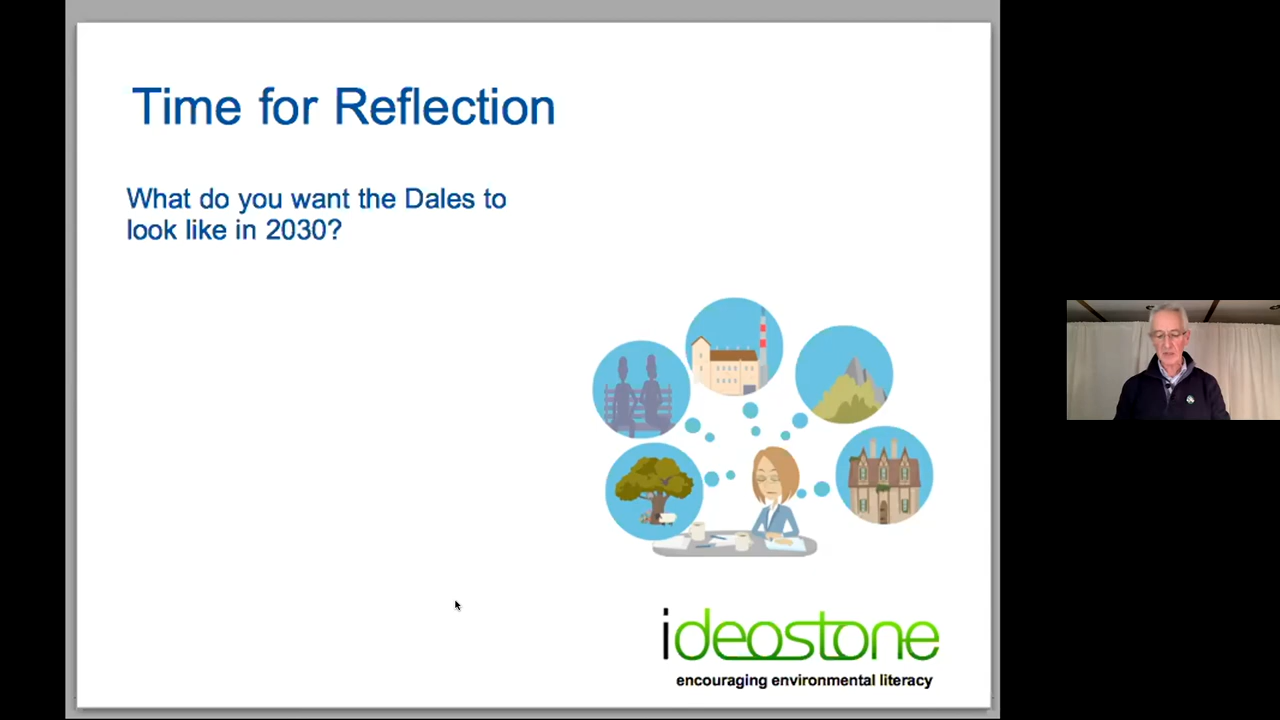 Time for Reflection
What do you want the Dales to
look like in 2030?
ideostone
encouraging environmental literacy